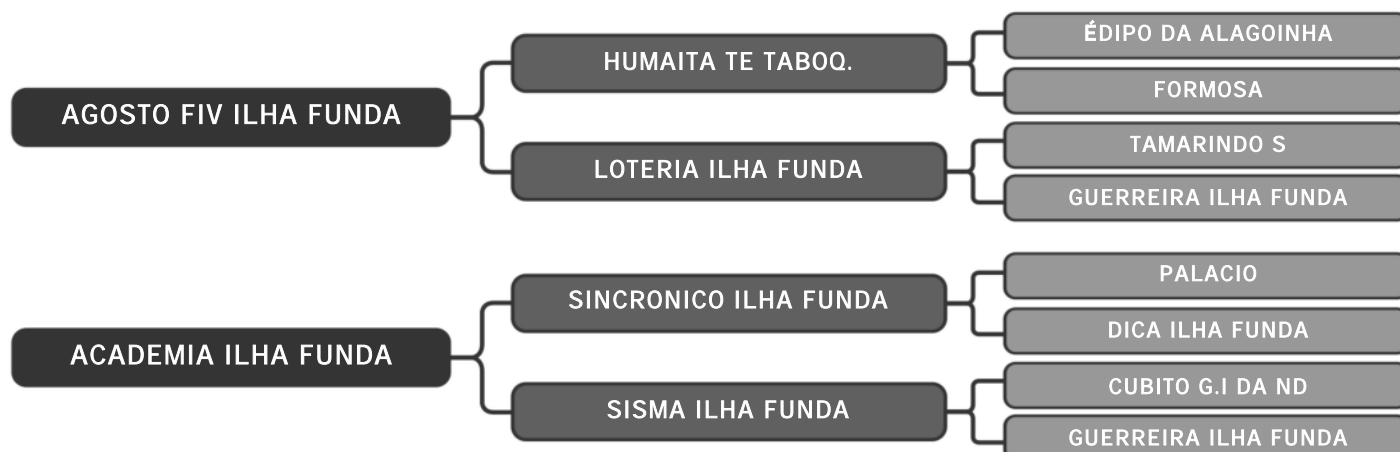 ÉDIPO DA ALAGOINHA
HUMAITA TE TABOQ.
FORMOSA
AGOSTO FIV ILHA FUNDA
TAMARINDO S
LOTERIA ILHA FUNDA
GUERREIRA ILHA FUNDA
PALACIO
SINCRONICO ILHA FUNDA
DICA ILHA FUNDA
ACADEMIA ILHA FUNDA
CUBITO G.I DA ND
SISMA ILHA FUNDA
GUERREIRA ILHA FUNDA